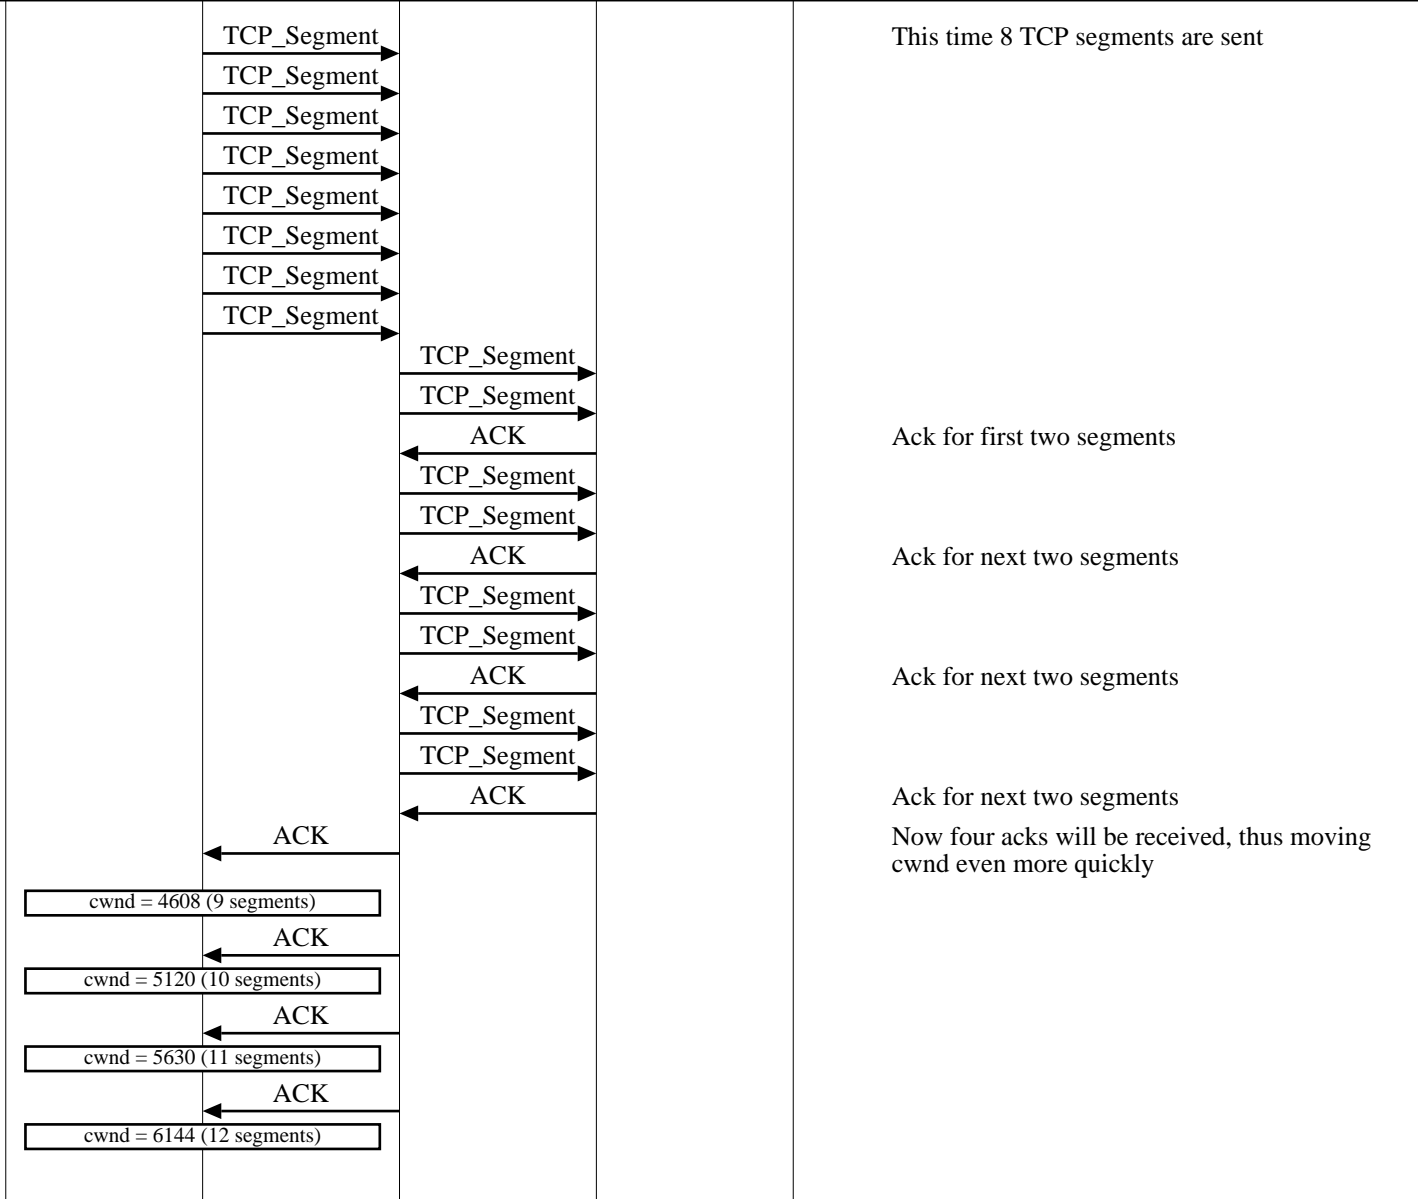 TCP_Segment
This time 8 TCP segments are sent
TCP_Segment
TCP_Segment
TCP_Segment
TCP_Segment
TCP_Segment
TCP_Segment
TCP_Segment
TCP_Segment
TCP_Segment
ACK
Ack for first two segments
TCP_Segment
TCP_Segment
ACK
Ack for next two segments
TCP_Segment
TCP_Segment
ACK
Ack for next two segments
TCP_Segment
TCP_Segment
ACK
Ack for next two segments
ACK
Now four acks will be received, thus moving
cwnd even more quickly
cwnd = 4608 (9 segments)
ACK
cwnd = 5120 (10 segments)
ACK
cwnd = 5630 (11 segments)
ACK
cwnd = 6144 (12 segments)